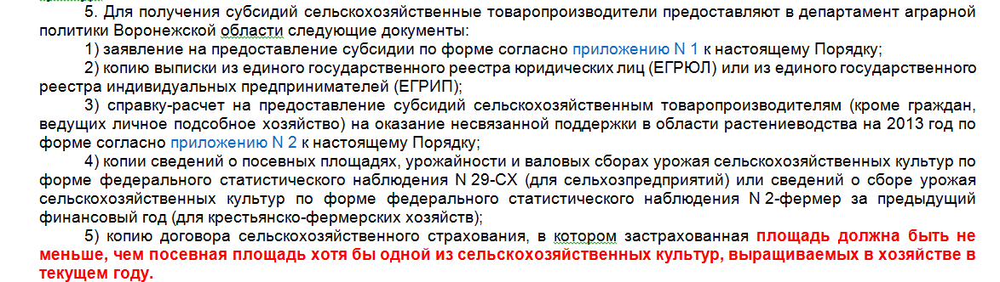 5. Для получения субсидий сельскохозяйственные товаропроизводители предоставляют в департамент аграрной
политики Воронежской области следующие документы:
1) заявление на предоставление субсидии по форме согласно приложению N 1 к настоящему Порядку;
2) копию выписки из единого государственного реестра юридических лиц (ЕГРЮЛ) или из единого государственного
реестра индивидуальных предпринимателей (ЕГРИП);
3) справку-расчет на предоставление субсидий сельскохозяйственным товаропроизводителям (кроме граждан,
ведущих личное подсобное хозяйство) на оказание несвязанной поддержки в области растениеводства на 2013 год по
форме согласно приложению N 2 к настоящему Порядку;
4) копии сведений о посевных площадях, урожайности и валовых сборах урожая сельскохозяйственных культур по
форме федерального статистического наблюдения N 29-СХ (для сельхозпредприятий) или сведений о сборе урожая
сельскохозяйственных культур по форме федерального статистического наблюдения N 2-фермер за предыдущий
финансовый год (для крестьянско-фермерских хозяйств);
5) копию договора сельскохозяйственного страхования, в котором застрахованная площадь должна быть не
меньше, чем посевная площадь хотя бы одной из сельскохозяйственных культур, выращиваемых в хозяйстве в
текущем году.